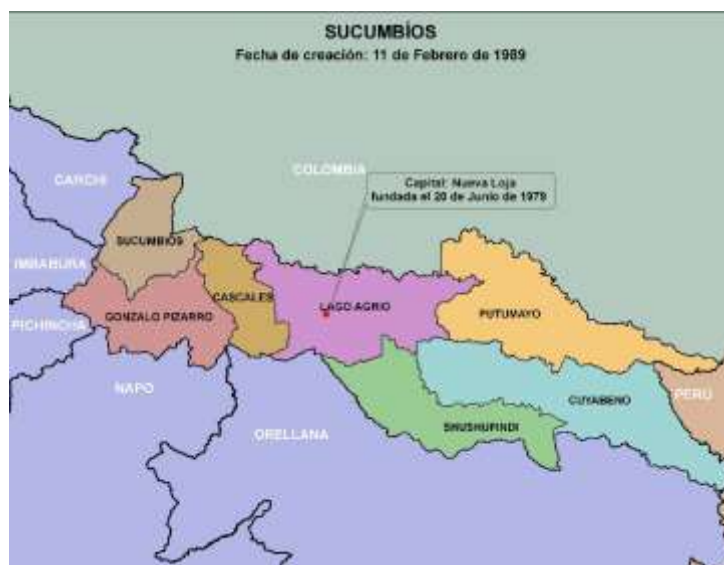 SUCUMBÍOS
Fecha de creación: 11 de Febrero de 1989
COLOMBIA
CARCHI
Capital: Nueva Loja
fundada el 20 de Junio de 1979
SUCUMBIOS
IMBABURA
CASCALES
LAGO AGRIO
GONZALO PIZARRO
PUTUMAYO
PICHINCHA
NAPO
PERÚ
CUYABENO
ORELLANA
SHUSHUFINDI